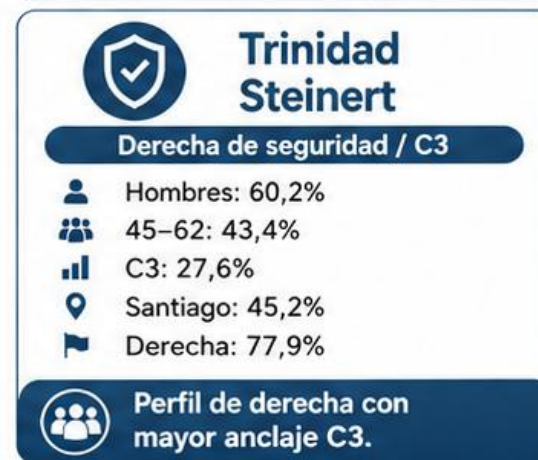 Trinidad
Steinert
Derecha de seguridad / C3
Hombres: 60,2%
45–62: 43,4%
C3: 27,6%
Santiago: 45,2%
Derecha: 77,9%
Perfil de derecha con
mayor anclaje C3.